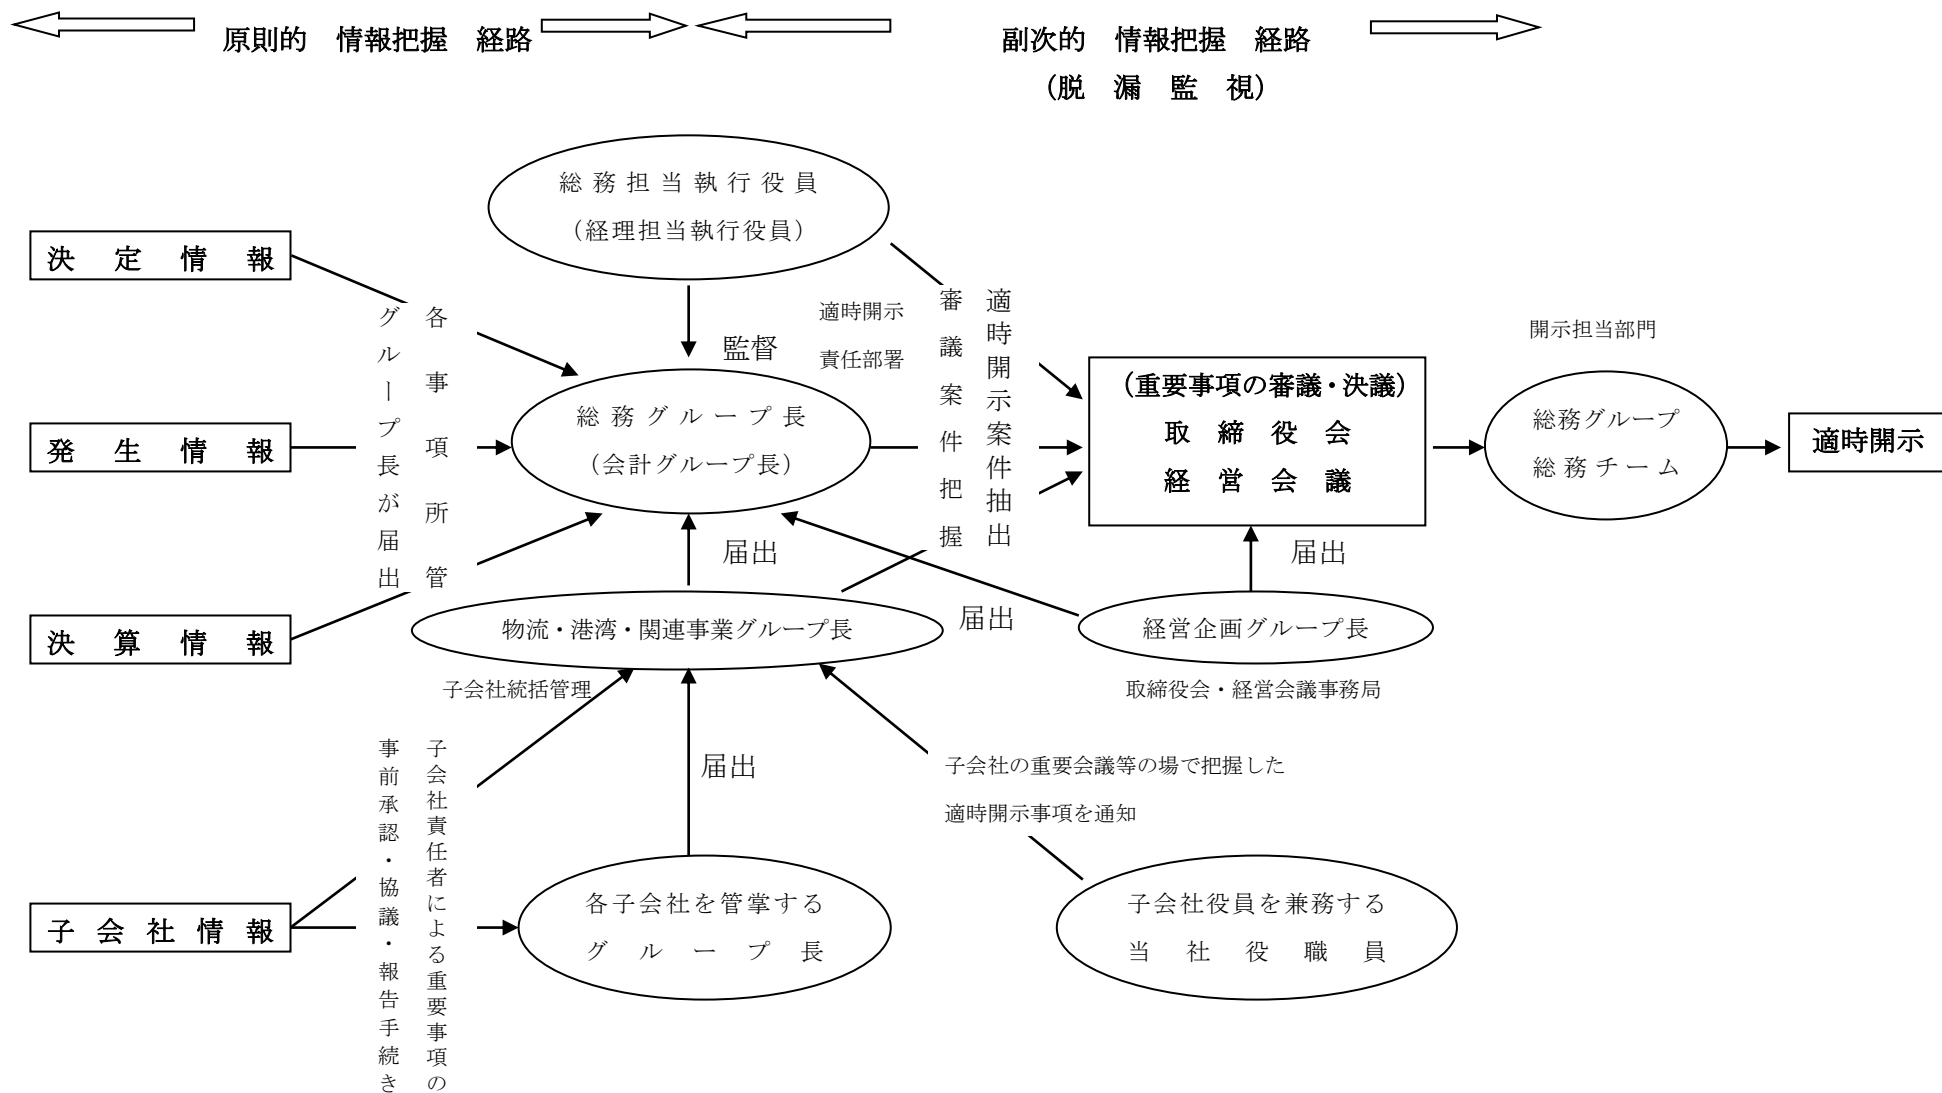 原則的　情報把握　経路
副次的　情報把握　経路
（脱　漏　監　視）
総務担当執行役員
（経理担当執行役員）
決定情報
各事項所管
グループ長が届出
監督
適時開示
責任部署
適時開示案件抽出
審議案件把握
開示担当部門
発生情報
総務グループ長
（会計グループ長）
（重要事項の審議・決議）
取締役会
経営会議
総務グループ
総務チーム
適時開示
届出
届出
届出
決算情報
物流・港湾・関連事業グループ長
経営企画グループ長
子会社統括管理
取締役会・経営会議事務局
子会社責任者による重要事項の
事前承認・協議・報告手続き
届出
子会社の重要会議等の場で把握した
適時開示事項を通知
子会社情報
各子会社を管掌する
グループ長
子会社役員を兼務する
当社役職員